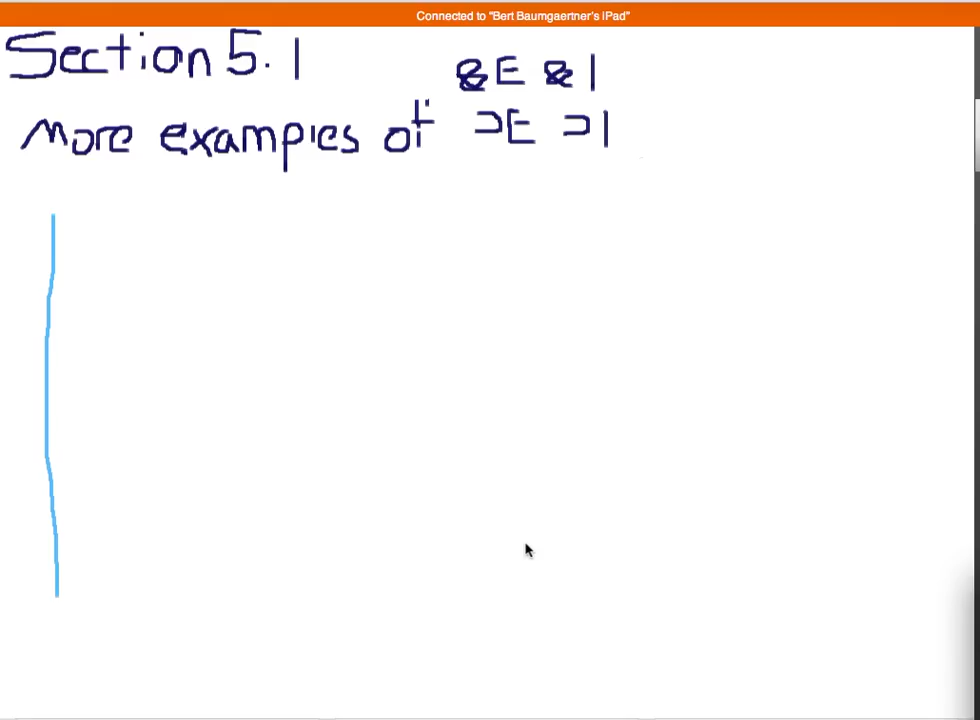 Connected to "Bert Baumgaertner's iPad"
Section 5.1 &E &I
More examples of ⊃E ⊃I